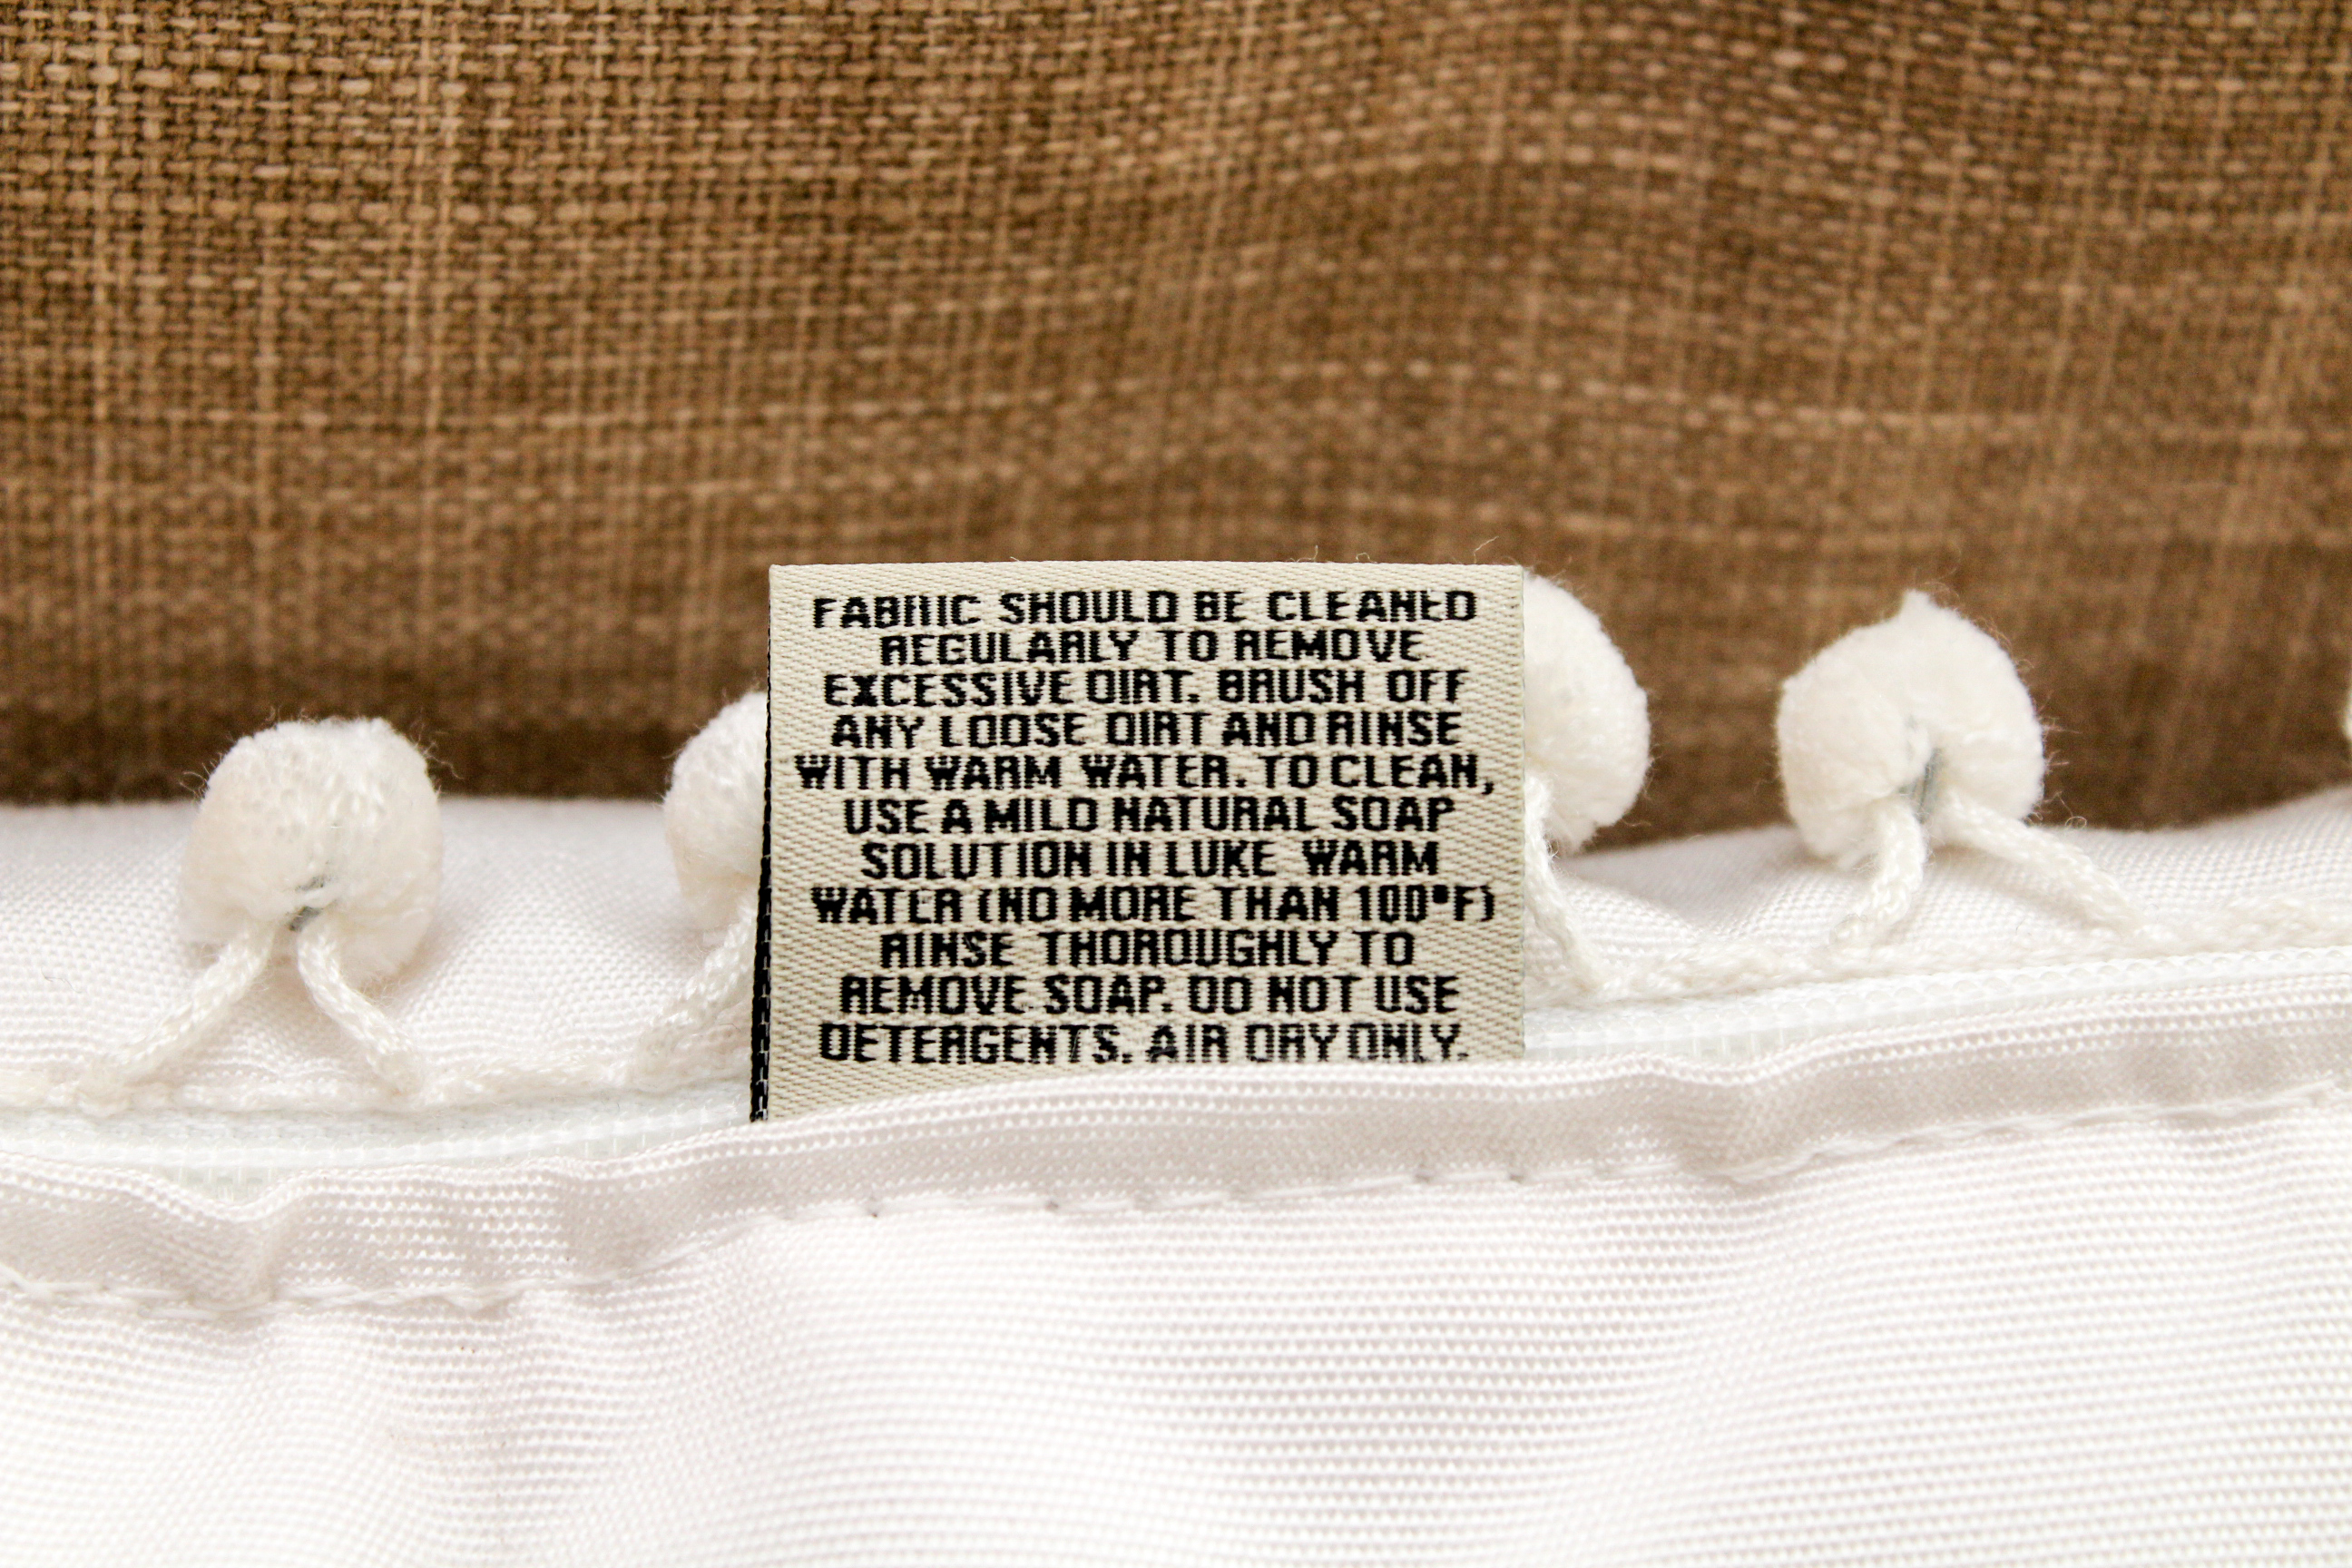 FABRIC SHOULD BE CLEANED
REGULARLY TO REMOVE
EXCESSIVE DIRT. BRUSH OFF
ANY LOOSE DIRT AND RINSE
WITH WARM WATER. TO CLEAN,
USE A MILD NATURAL SOAP
SOLUTION IN LUKE WARM
WATER (NO MORE THAN 100°F)
RINSE THOROUGHLY TO
REMOVE SOAP. DO NOT USE
DETERGENTS. AIR DRY ONLY.